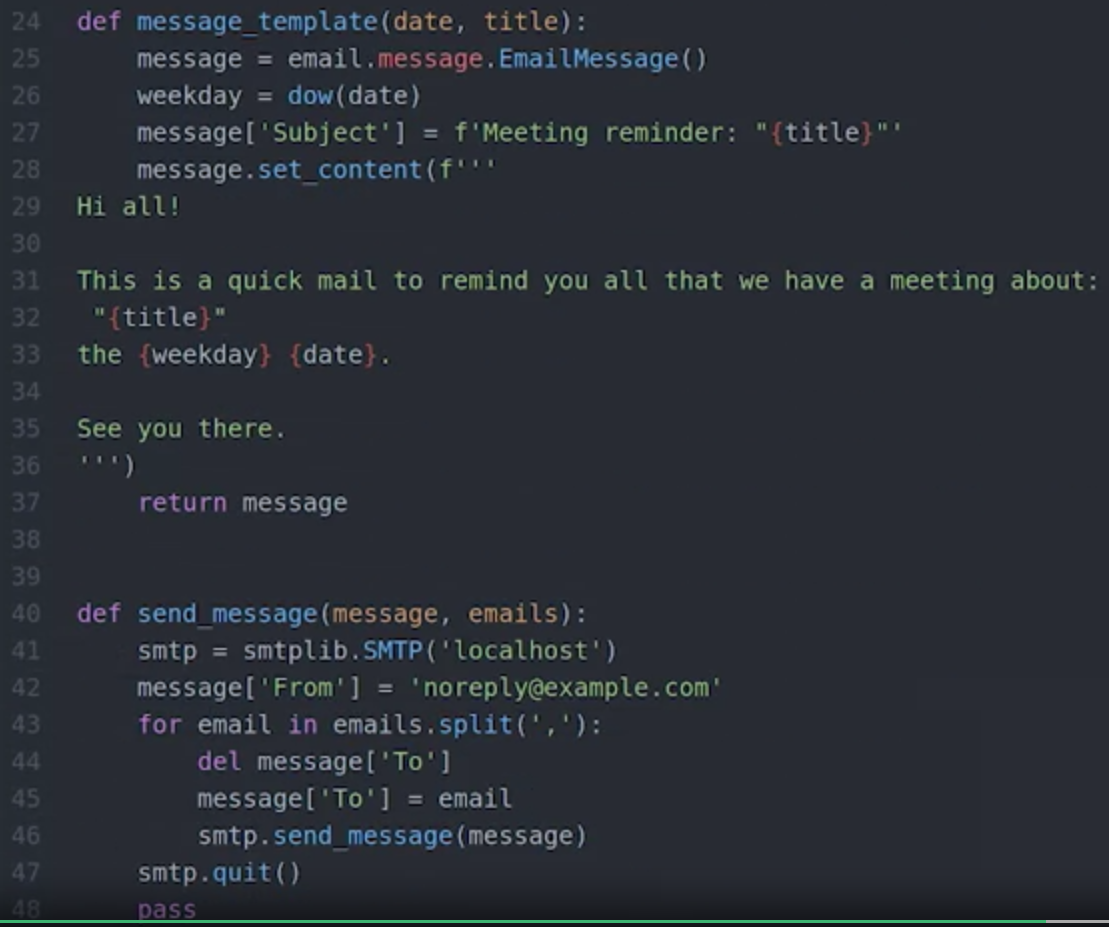 24 def message_template(date, title):
25     message = email.message.EmailMessage()
26     weekday = dow(date)
27     message['Subject'] = f'Meeting reminder: "{title}"'
28     message.set_content(f'''
29 Hi all!
30
31 This is a quick mail to remind you all that we have a meeting about:
32  "{title}"
33 the {weekday} {date}.
34
35 See you there.
36 ''')
37     return message
38
39
40 def send_message(message, emails):
41     smtp = smtplib.SMTP('localhost')
42     message['From'] = 'noreply@example.com'
43     for email in emails.split(','):
44         del message['To']
45         message['To'] = email
46         smtp.send_message(message)
47     smtp.quit()
48     pass